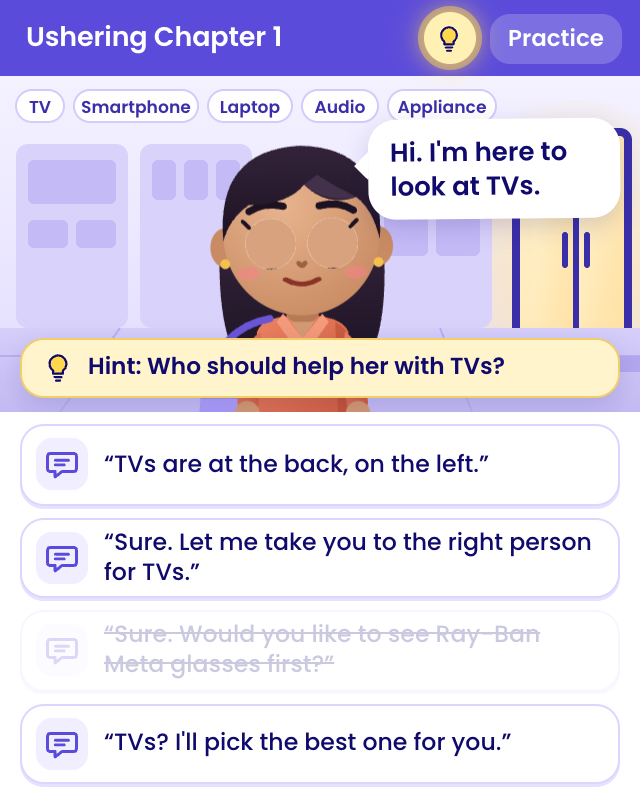 Ushering Chapter 1
Practice
TV
Smartphone
Laptop
Audio
Appliance
Hi. I'm here to
look at TVs.
Hint: Who should help her with TVs?
“TVs are at the back, on the left.”
“Sure. Let me take you to the right person
for TVs.”
“Sure. Would you like to see Ray-Ban
Meta glasses first?”
“TVs? I'll pick the best one for you.”